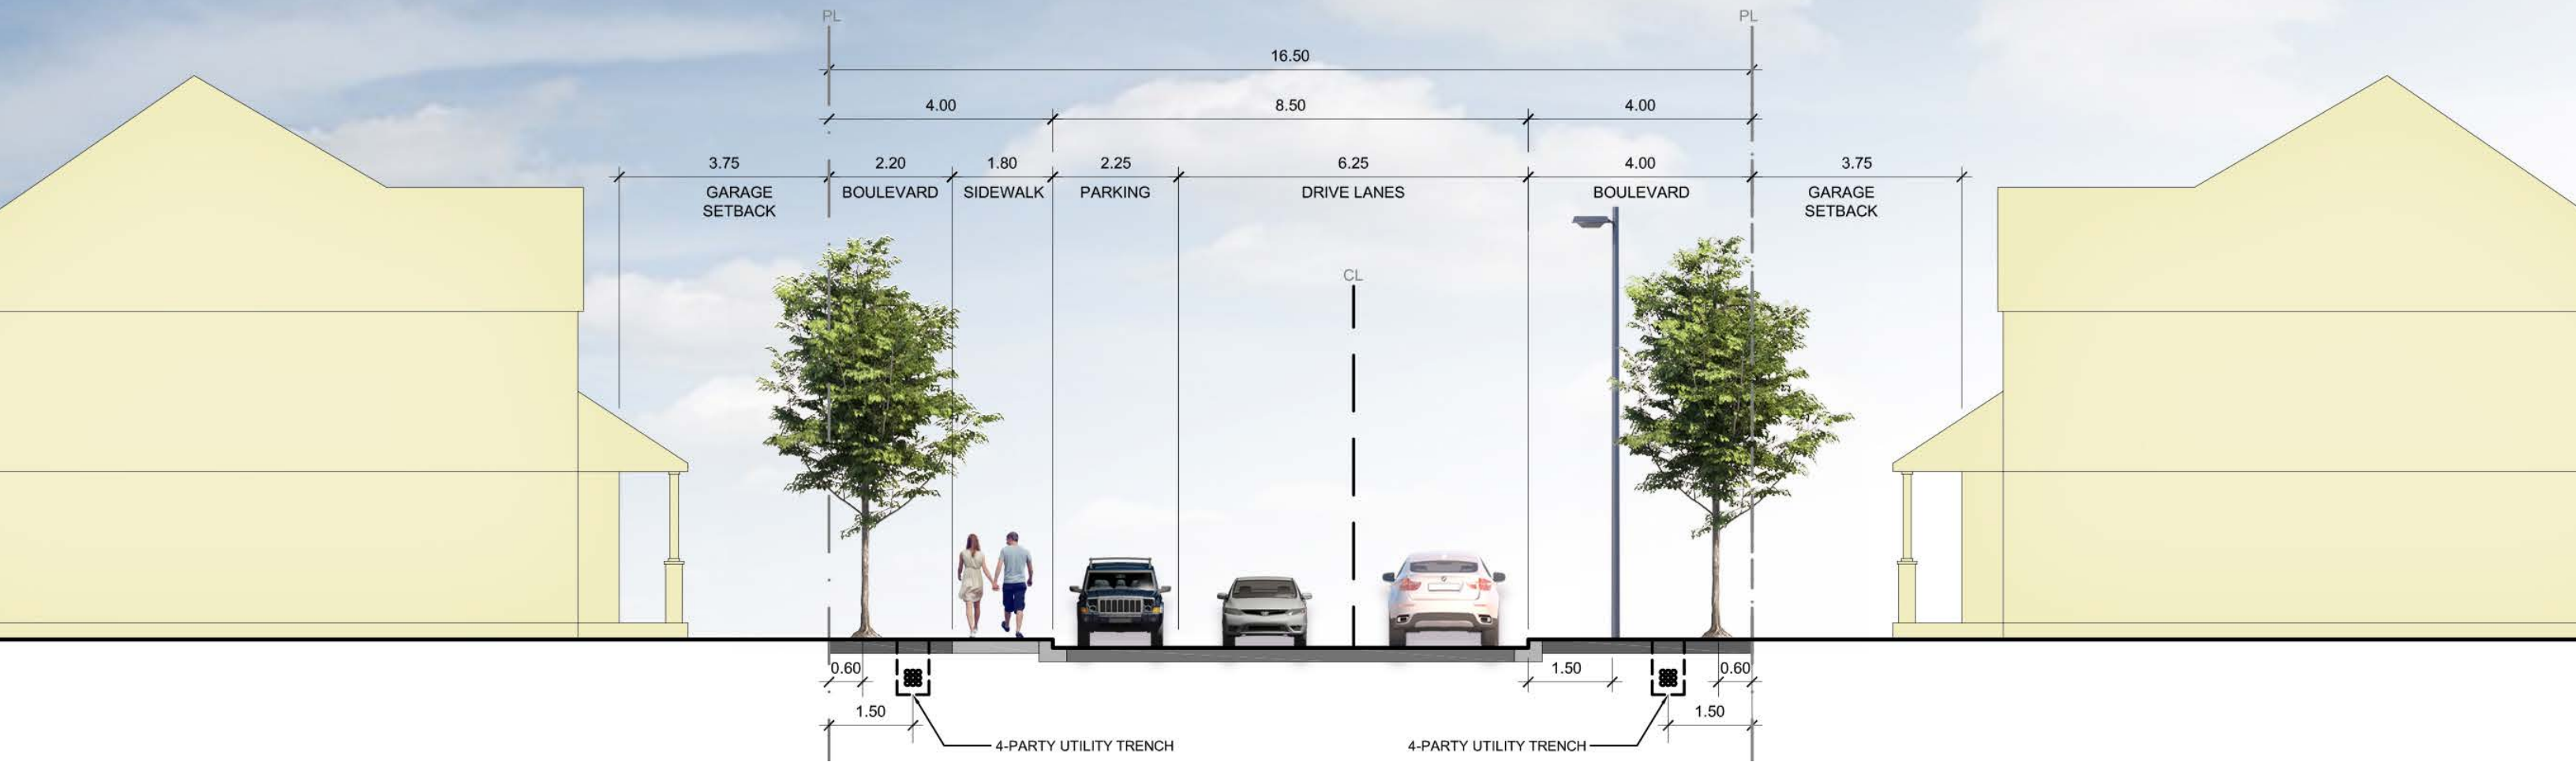 PL PL
16.50
4.00 8.50 4.00
3.75 2.20 1.80 2.25 6.25 4.00 3.75
GARAGE BOULEVARD SIDEWALK PARKING DRIVE LANES BOULEVARD GARAGE
SETBACK SETBACK
CL
0.60 1.50 0.60
1.50 1.50
4-PARTY UTILITY TRENCH 4-PARTY UTILITY TRENCH